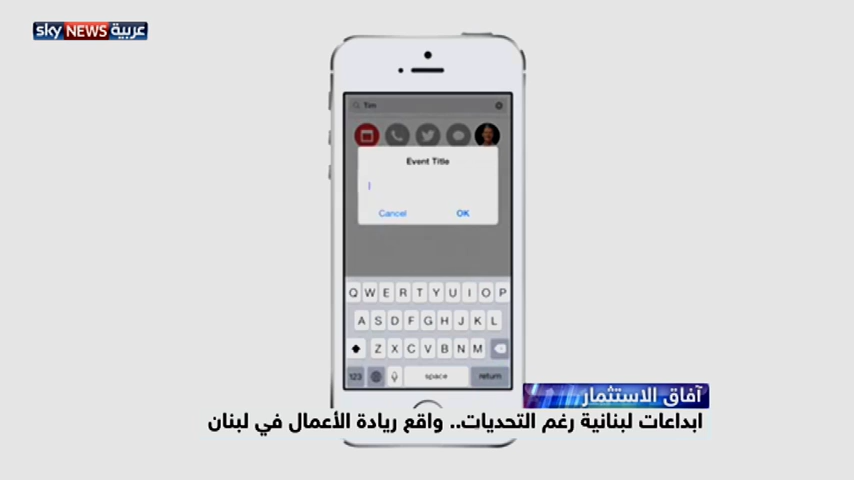 sky NEWS عربية
Tim
Event Title
Cancel
OK
Q W E R T Y U I O P
A S D F G H J K L
Z X C V B N M
123
space
return
آفاق الاستثمار
ابداعات لبنانية رغم التحديات.. واقع ريادة الأعمال في لبنان